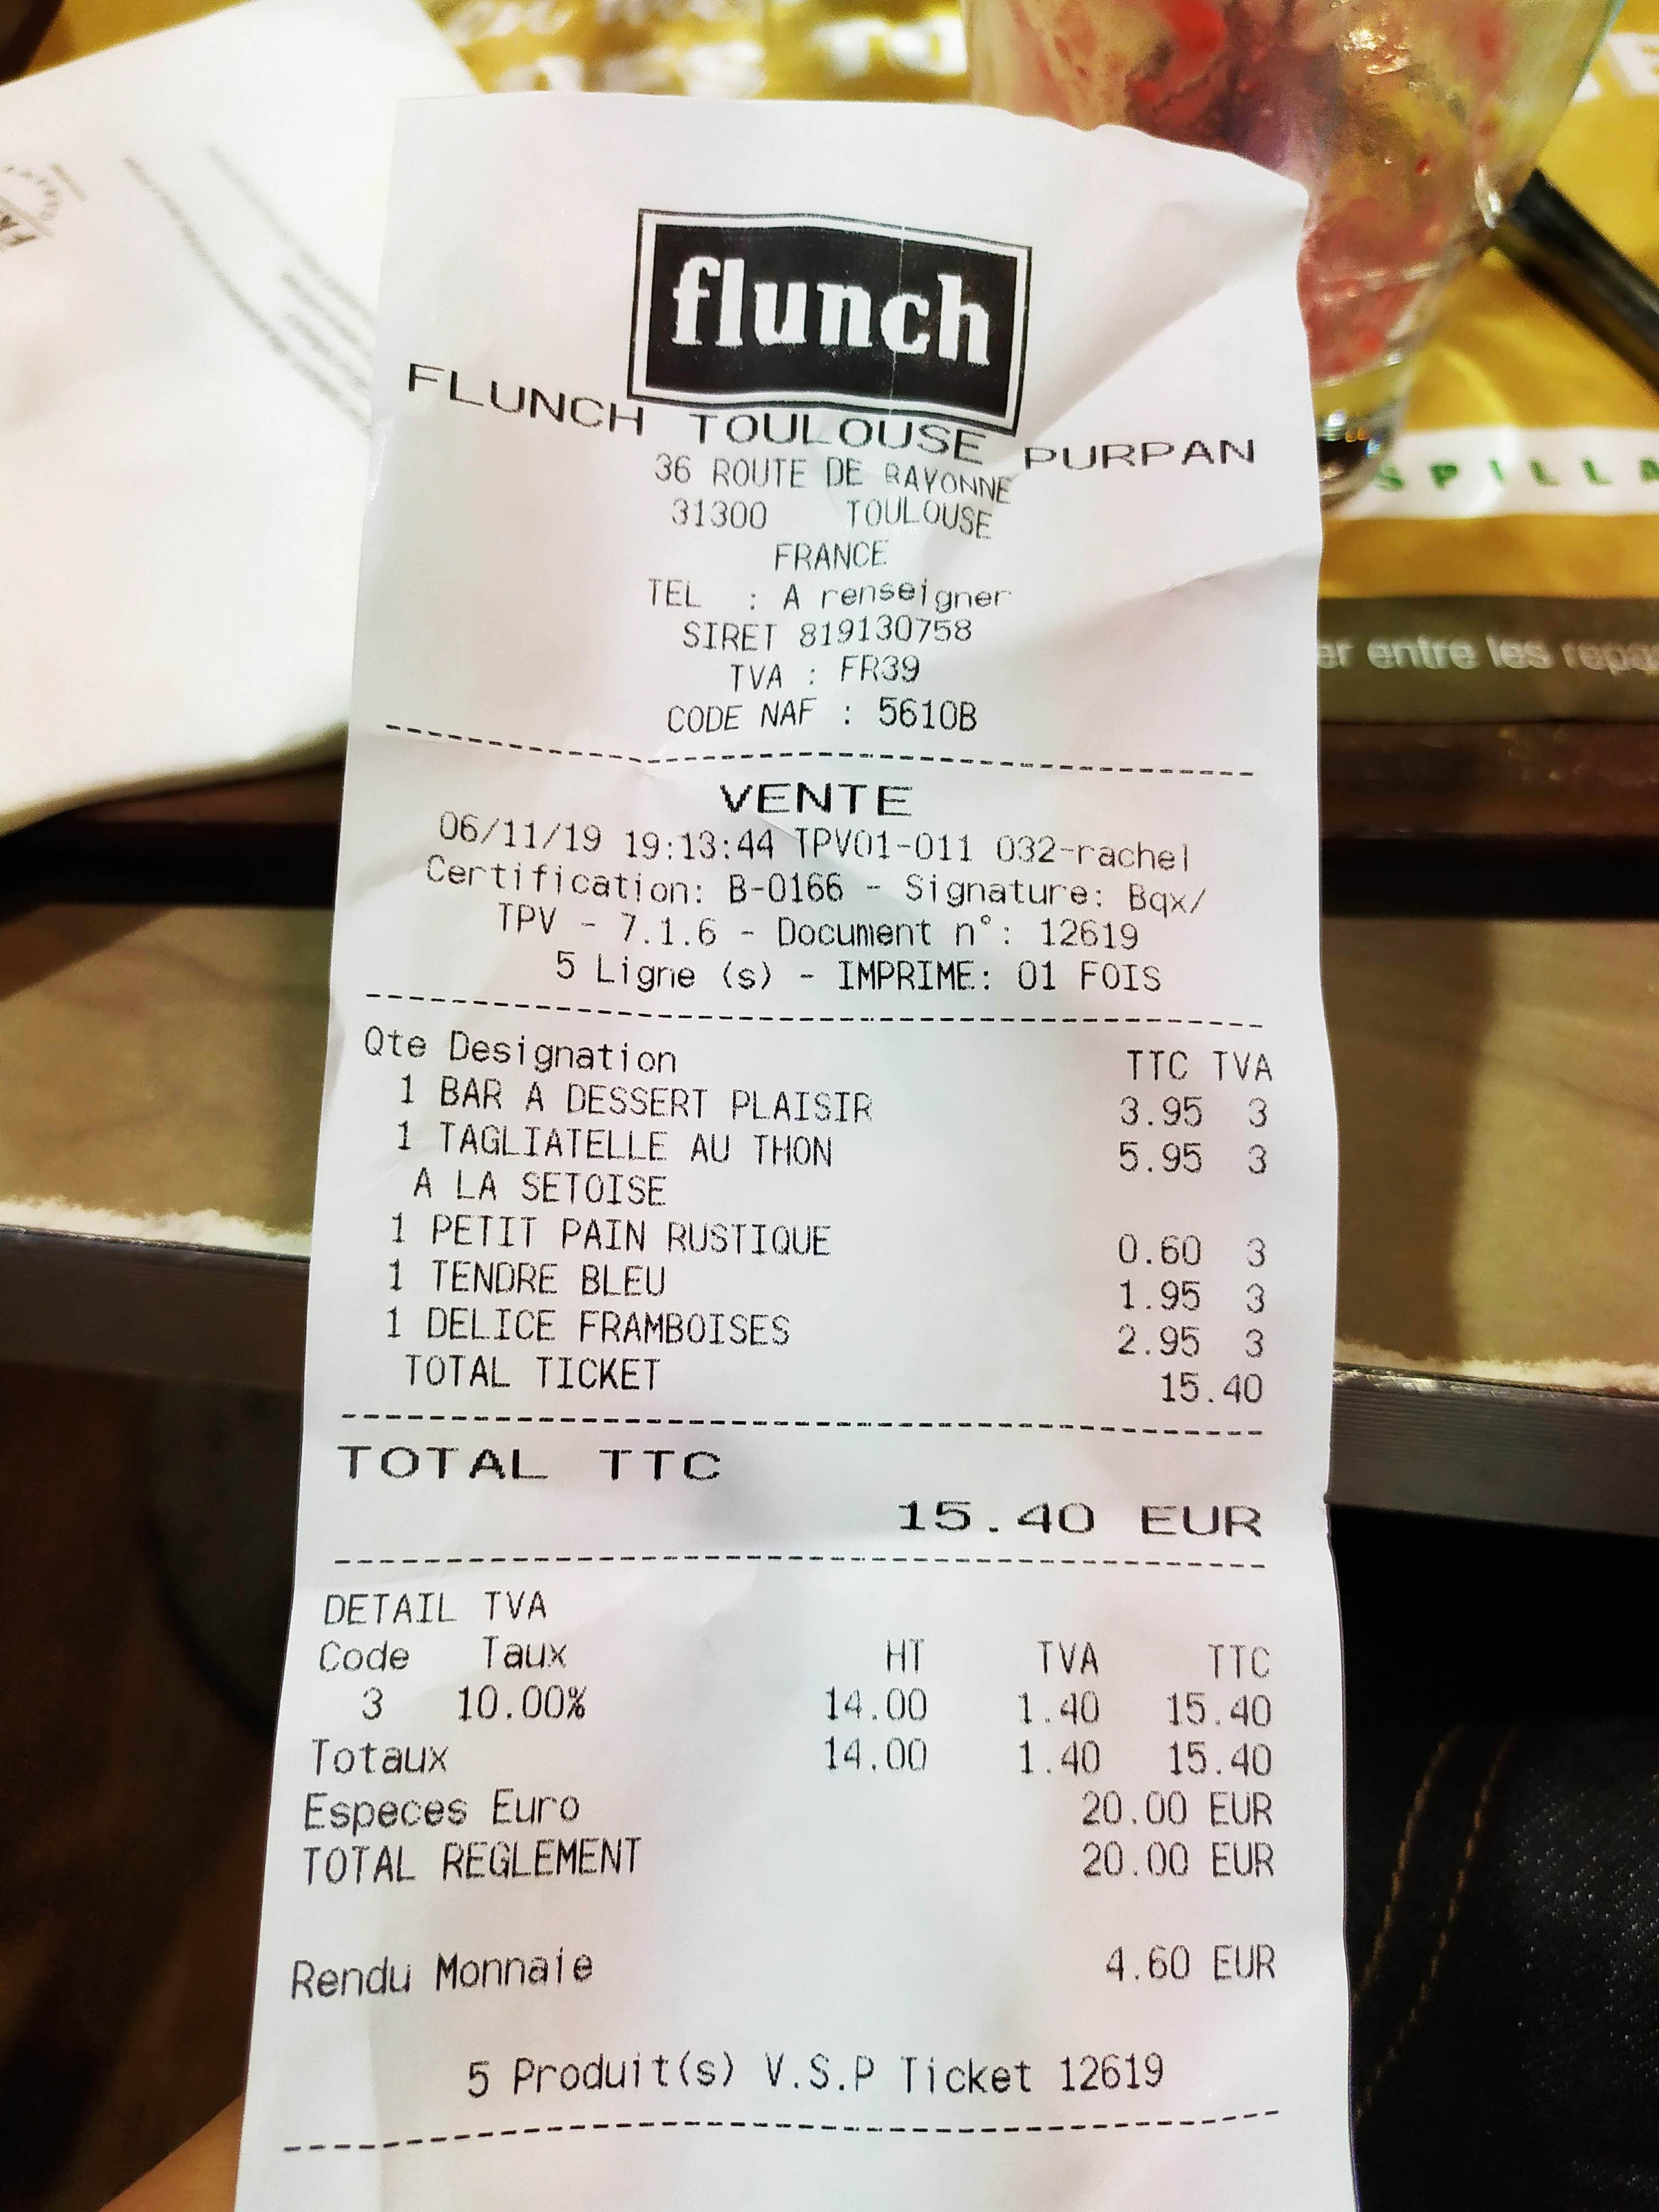 flunch
FLUNCH TOULOUSE PURPAN
36 ROUTE DE BAYONNE
31300 TOULOUSE
FRANCE
TEL : A renseigner
SIRET 819130758
TVA : FR39
CODE NAF : 5610B
VENTE
06/11/19 19:13:44 TPV01-011 032-rachel
Certification: B-0166 - Signature: Bqx/
TPV - 7.1.6 - Document n°: 12619
5 Ligne (s) - IMPRIME: 01 FOIS
Qte Designation TTC TVA
1 BAR A DESSERT PLAISIR 3.95 3
1 TAGLIATELLE AU THON 5.95 3
A LA SETOISE
1 PETIT PAIN RUSTIQUE 0.60 3
1 TENDRE BLEU 1.95 3
1 DELICE FRAMBOISES 2.95 3
TOTAL TICKET 15.40
TOTAL TTC
15.40 EUR
DETAIL TVA
Code Taux HT TVA TTC
3 10.00% 14.00 1.40 15.40
Totaux 14.00 1.40 15.40
Especes Euro 20.00 EUR
TOTAL REGLEMENT 20.00 EUR
Rendu Monnaie 4.60 EUR
5 Produit(s) V.S.P Ticket 12619
SPILLA
er entre les repas